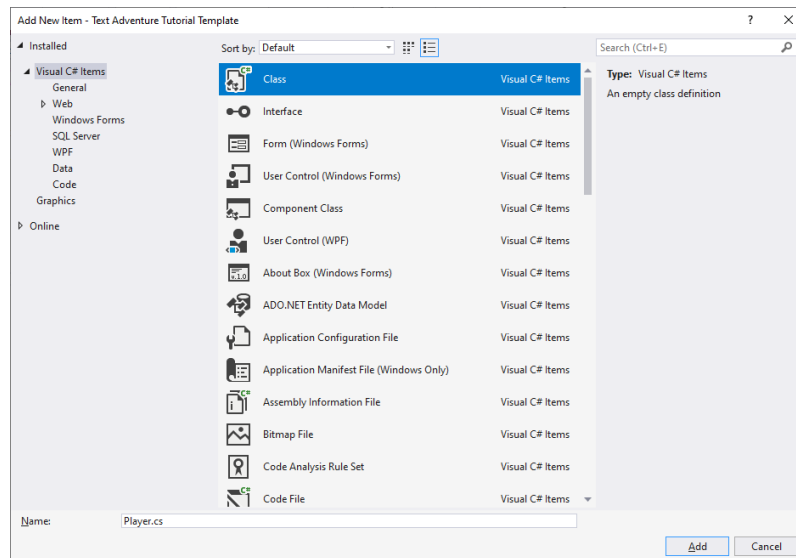 Add New Item - Text Adventure Tutorial Template
?
Installed
Sort by: Default
Search (Ctrl+E)
Visual C# Items
General
Web
Windows Forms
SQL Server
WPF
Data
Code
Graphics
Online
Class Visual C# Items
Interface Visual C# Items
Form (Windows Forms) Visual C# Items
User Control (Windows Forms) Visual C# Items
Component Class Visual C# Items
User Control (WPF) Visual C# Items
About Box (Windows Forms) Visual C# Items
ADO.NET Entity Data Model Visual C# Items
Application Configuration File Visual C# Items
Application Manifest File (Windows Only) Visual C# Items
Assembly Information File Visual C# Items
Bitmap File Visual C# Items
Code Analysis Rule Set Visual C# Items
Code File Visual C# Items
Type: Visual C# Items
An empty class definition
Name: Player.cs
Add Cancel